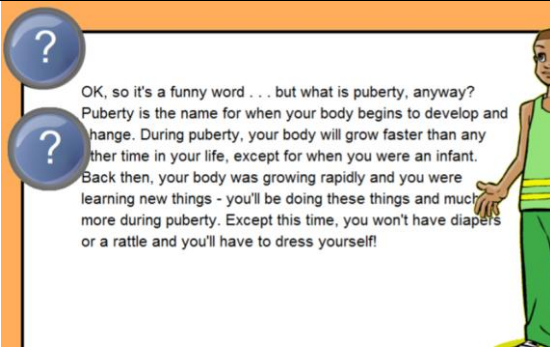 ?
?
OK, so it's a funny word . . . but what is puberty, anyway?
Puberty is the name for when your body begins to develop and
change. During puberty, your body will grow faster than any
other time in your life, except for when you were an infant.
Back then, your body was growing rapidly and you were
learning new things - you'll be doing these things and much
more during puberty. Except this time, you won't have diapers
or a rattle and you'll have to dress yourself!